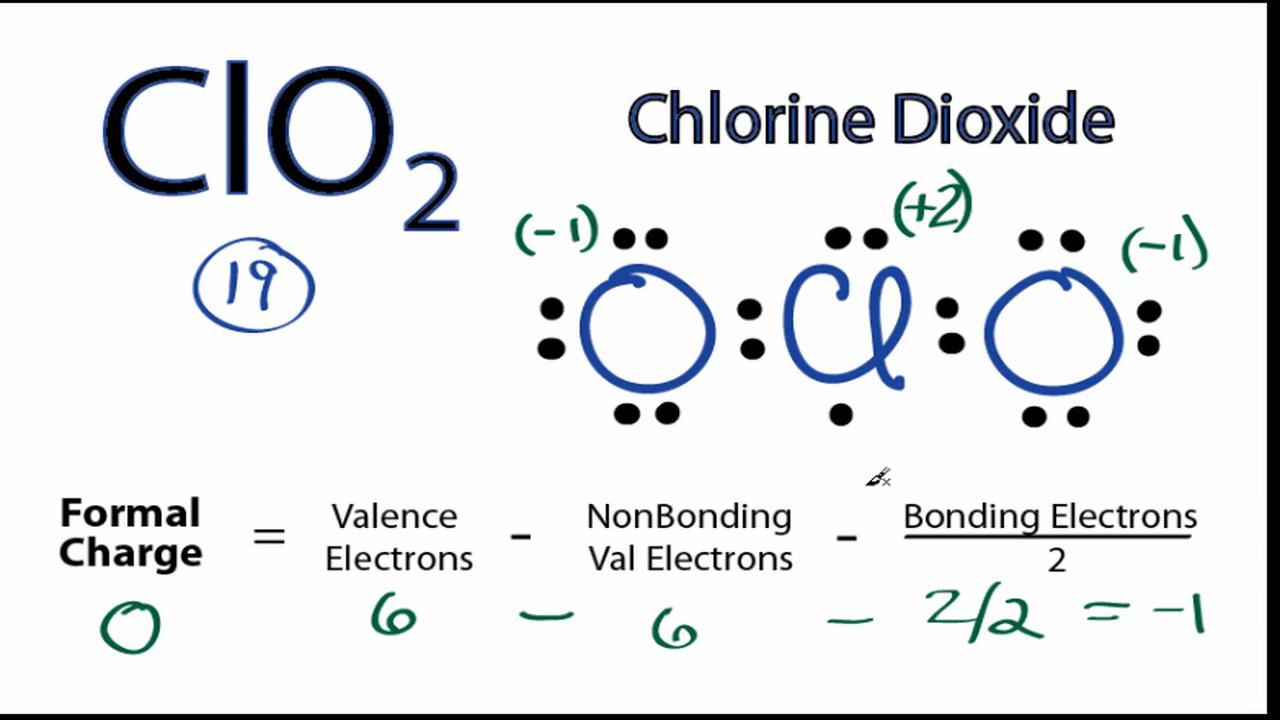 ClO₂
Chlorine Dioxide
19
(-1) (+2) (-1)
O Cl O
Formal Charge = Valence Electrons - NonBonding Val Electrons - Bonding Electrons / 2
O 6 - 6 - 2/2 = -1